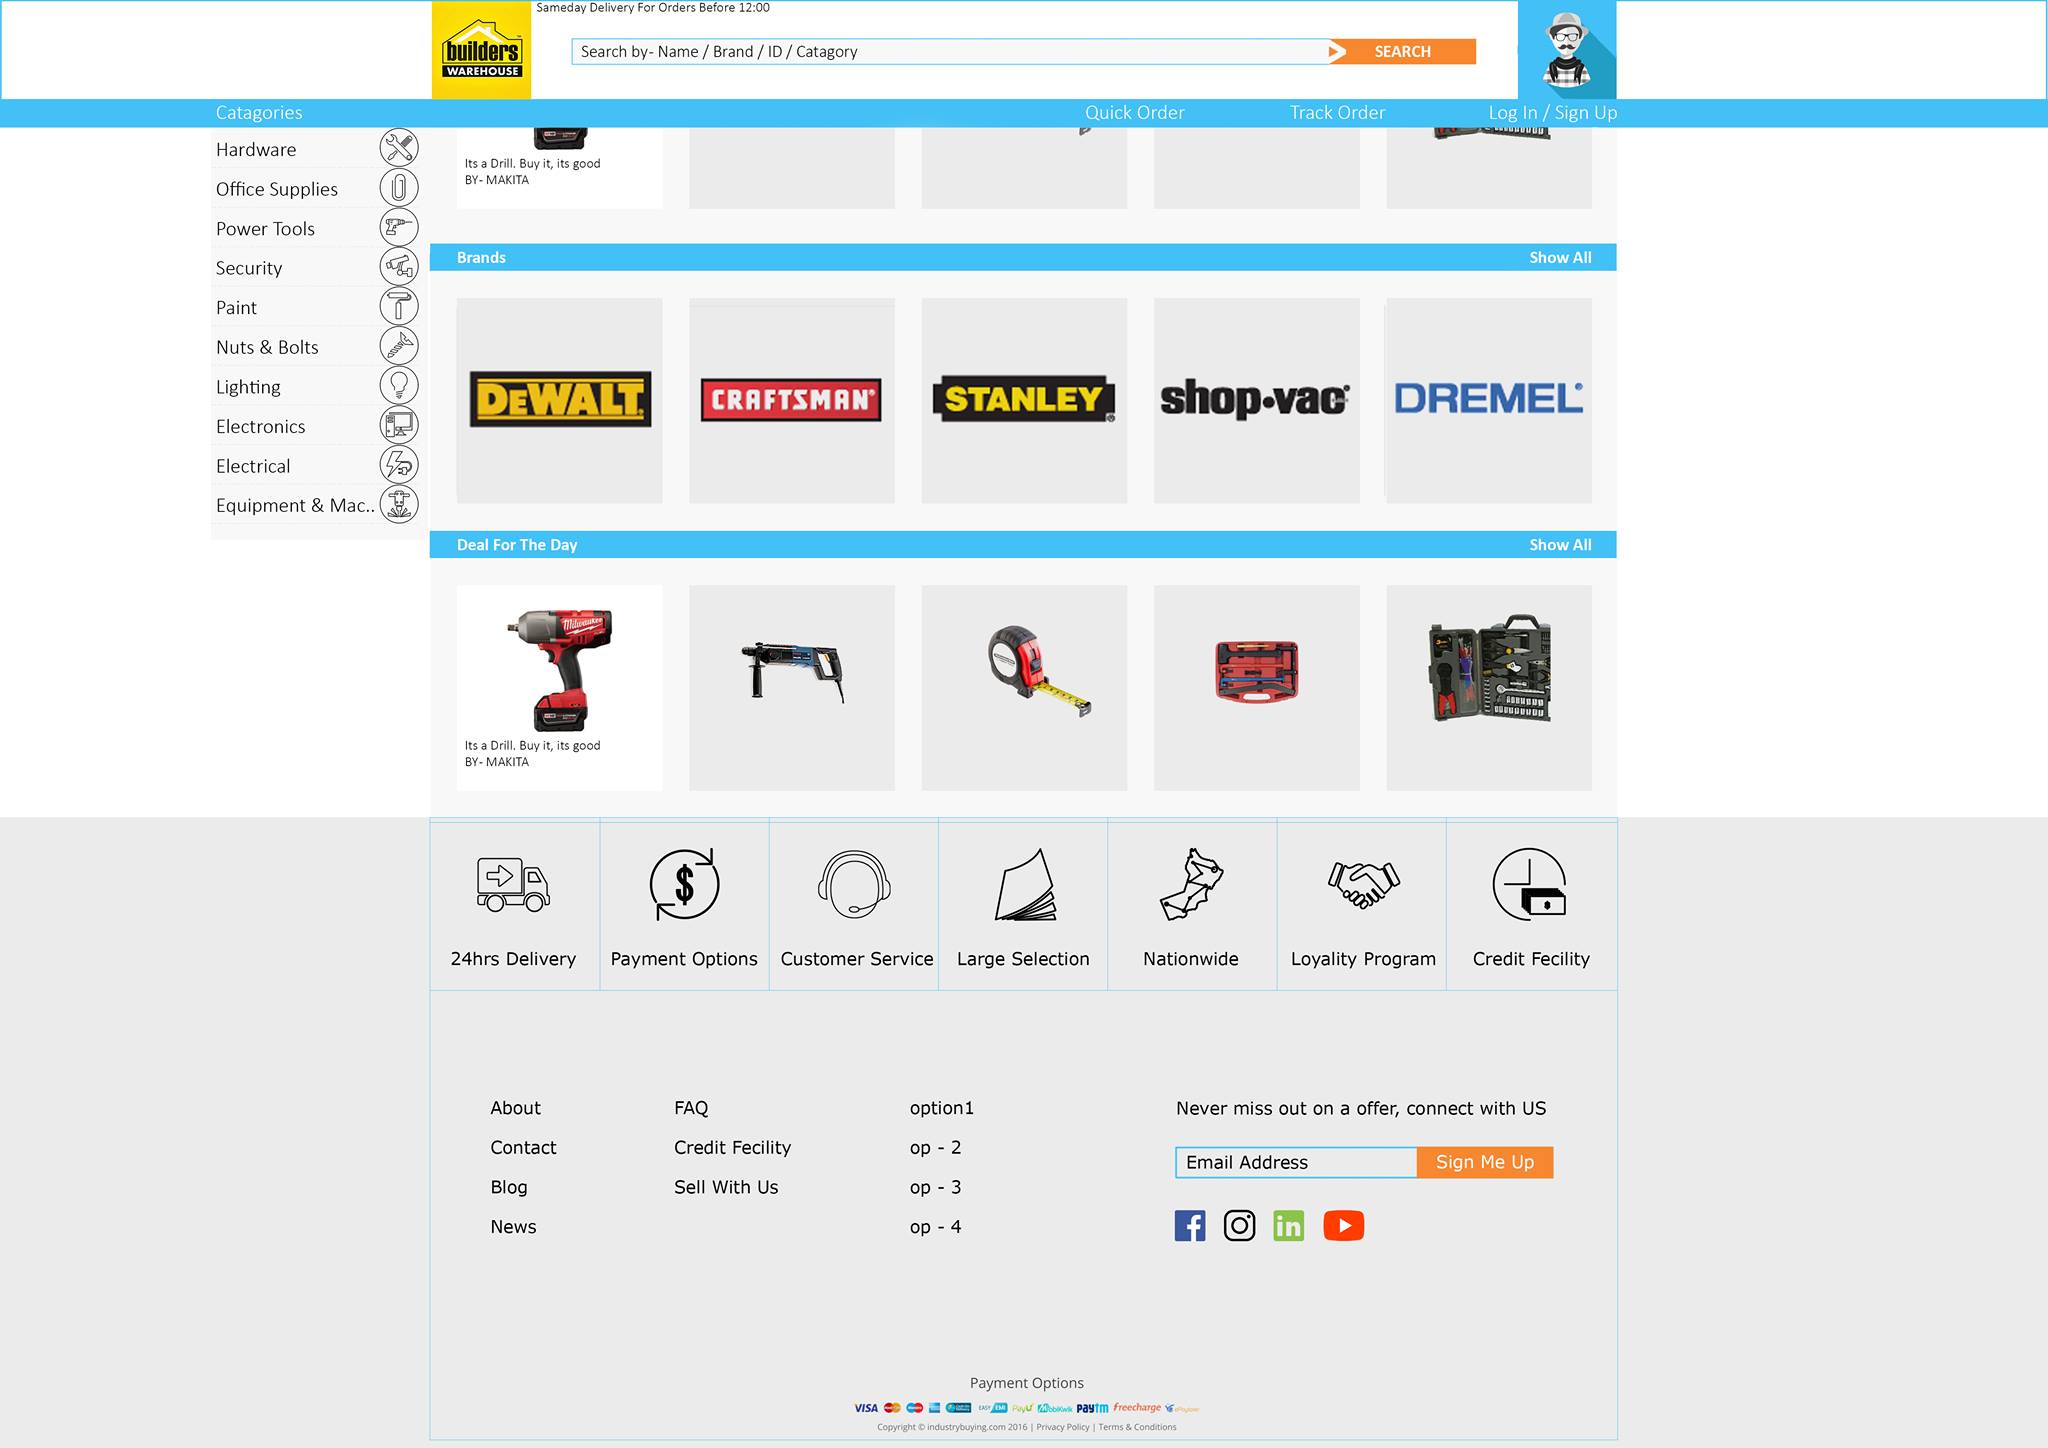 Sameday Delivery For Orders Before 12:00
builders
WAREHOUSE
Search by- Name / Brand / ID / Catagory
SEARCH
Catagories
Quick Order
Track Order
Log In / Sign Up
Hardware
Office Supplies
Power Tools
Security
Paint
Nuts & Bolts
Lighting
Electronics
Electrical
Equipment & Mac..
Its a Drill. Buy it, its good
BY- MAKITA
Brands
Show All
DEWALT
CRAFTSMAN®
STANLEY®
shop•vac®
DREMEL®
Deal For The Day
Show All
Milwaukee
Its a Drill. Buy it, its good
BY- MAKITA
24hrs Delivery
Payment Options
Customer Service
Large Selection
Nationwide
Loyality Program
Credit Fecility
About
Contact
Blog
News
FAQ
Credit Fecility
Sell With Us
option1
op - 2
op - 3
op - 4
Never miss out on a offer, connect with US
Email Address
Sign Me Up
Payment Options
VISA
EASY EMI
PayU
MobiKwik
Paytm
freecharge
Copyright © industrybuying.com 2016 | Privacy Policy | Terms & Conditions